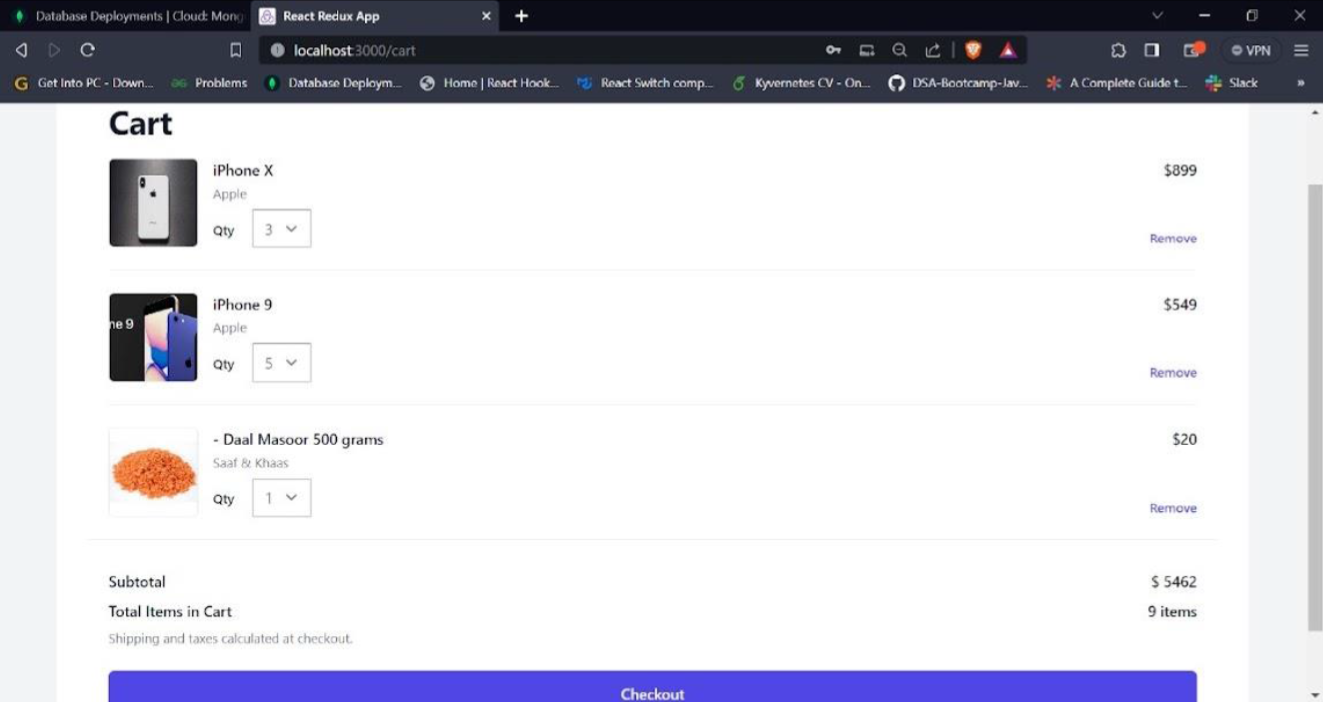 Database Deployments | Cloud: Mong
React Redux App
localhost:3000/cart
VPN
Get Into PC - Down...
Problems
Database Deploym...
Home | React Hook...
React Switch comp...
Kyvernetes CV - On...
DSA-Bootcamp-Jav...
A Complete Guide t...
Slack
Cart
iPhone X
$899
Apple
Qty 3
Remove
iPhone 9
$549
ne 9
Apple
Qty 5
Remove
- Daal Masoor 500 grams
$20
Saaf & Khaas
Qty 1
Remove
Subtotal
$ 5462
Total Items in Cart
9 items
Shipping and taxes calculated at checkout.
Checkout